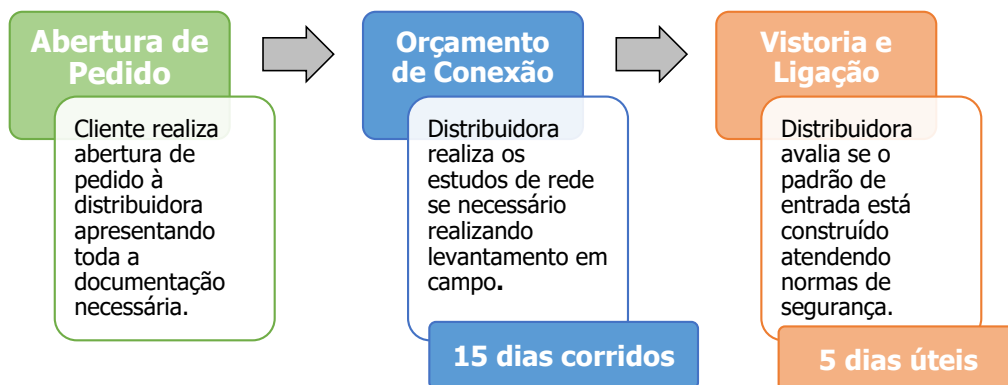 Abertura de
Pedido
Cliente realiza
abertura de
pedido à
distribuidora
apresentando
toda a
documentação
necessária.
Orçamento
de Conexão
Distribuidora
realiza os
estudos de rede
se necessário
realizando
levantamento em
campo.
15 dias corridos
Vistoria e
Ligação
Distribuidora
avalia se o
padrão de
entrada está
construído
atendendo
normas de
segurança.
5 dias úteis